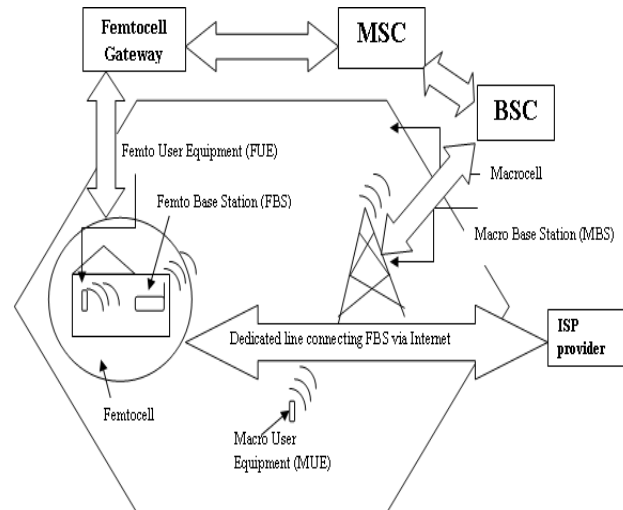 Femtocell
Gateway
MSC
BSC
Femto User Equipment (FUE)
Femto Base Station (FBS)
Macrocell
Macro Base Station (MBS)
Dedicated line connecting FBS via Internet
ISP
provider
Femtocell
Macro User
Equipment (MUE)